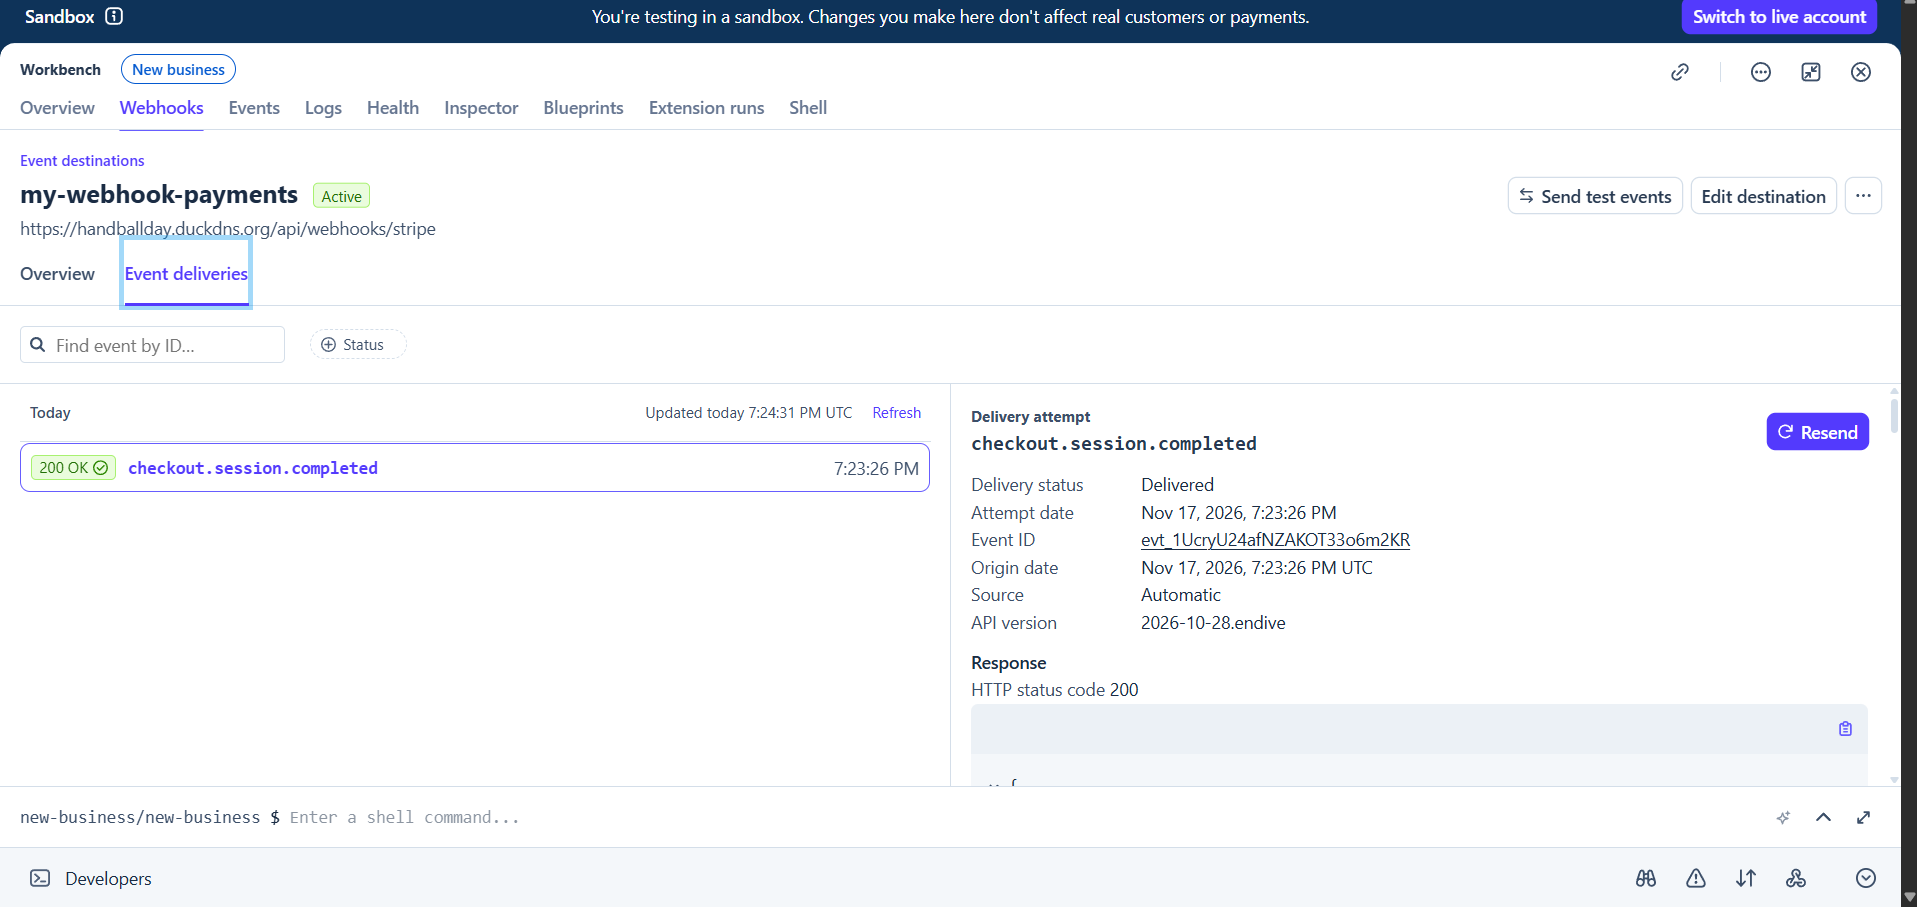 Sandbox
You're testing in a sandbox. Changes you make here don't affect real customers or payments.
Switch to live account
Workbench
New business
Overview
Webhooks
Events
Logs
Health
Inspector
Blueprints
Extension runs
Shell
Event destinations
my-webhook-payments
Active
https://handballday.duckdns.org/api/webhooks/stripe
Send test events
Edit destination
Overview
Event deliveries
Find event by ID...
Status
Today
Updated today 7:24:31 PM UTC
Refresh
200 OK
checkout.session.completed
7:23:26 PM
Delivery attempt
checkout.session.completed
Resend
Delivery status Delivered
Attempt date Nov 17, 2026, 7:23:26 PM
Event ID evt_1UcryU24afNZAKOT33o6m2KR
Origin date Nov 17, 2026, 7:23:26 PM UTC
Source Automatic
API version 2026-10-28.endive
Response
HTTP status code 200
new-business/new-business $ Enter a shell command...
Developers